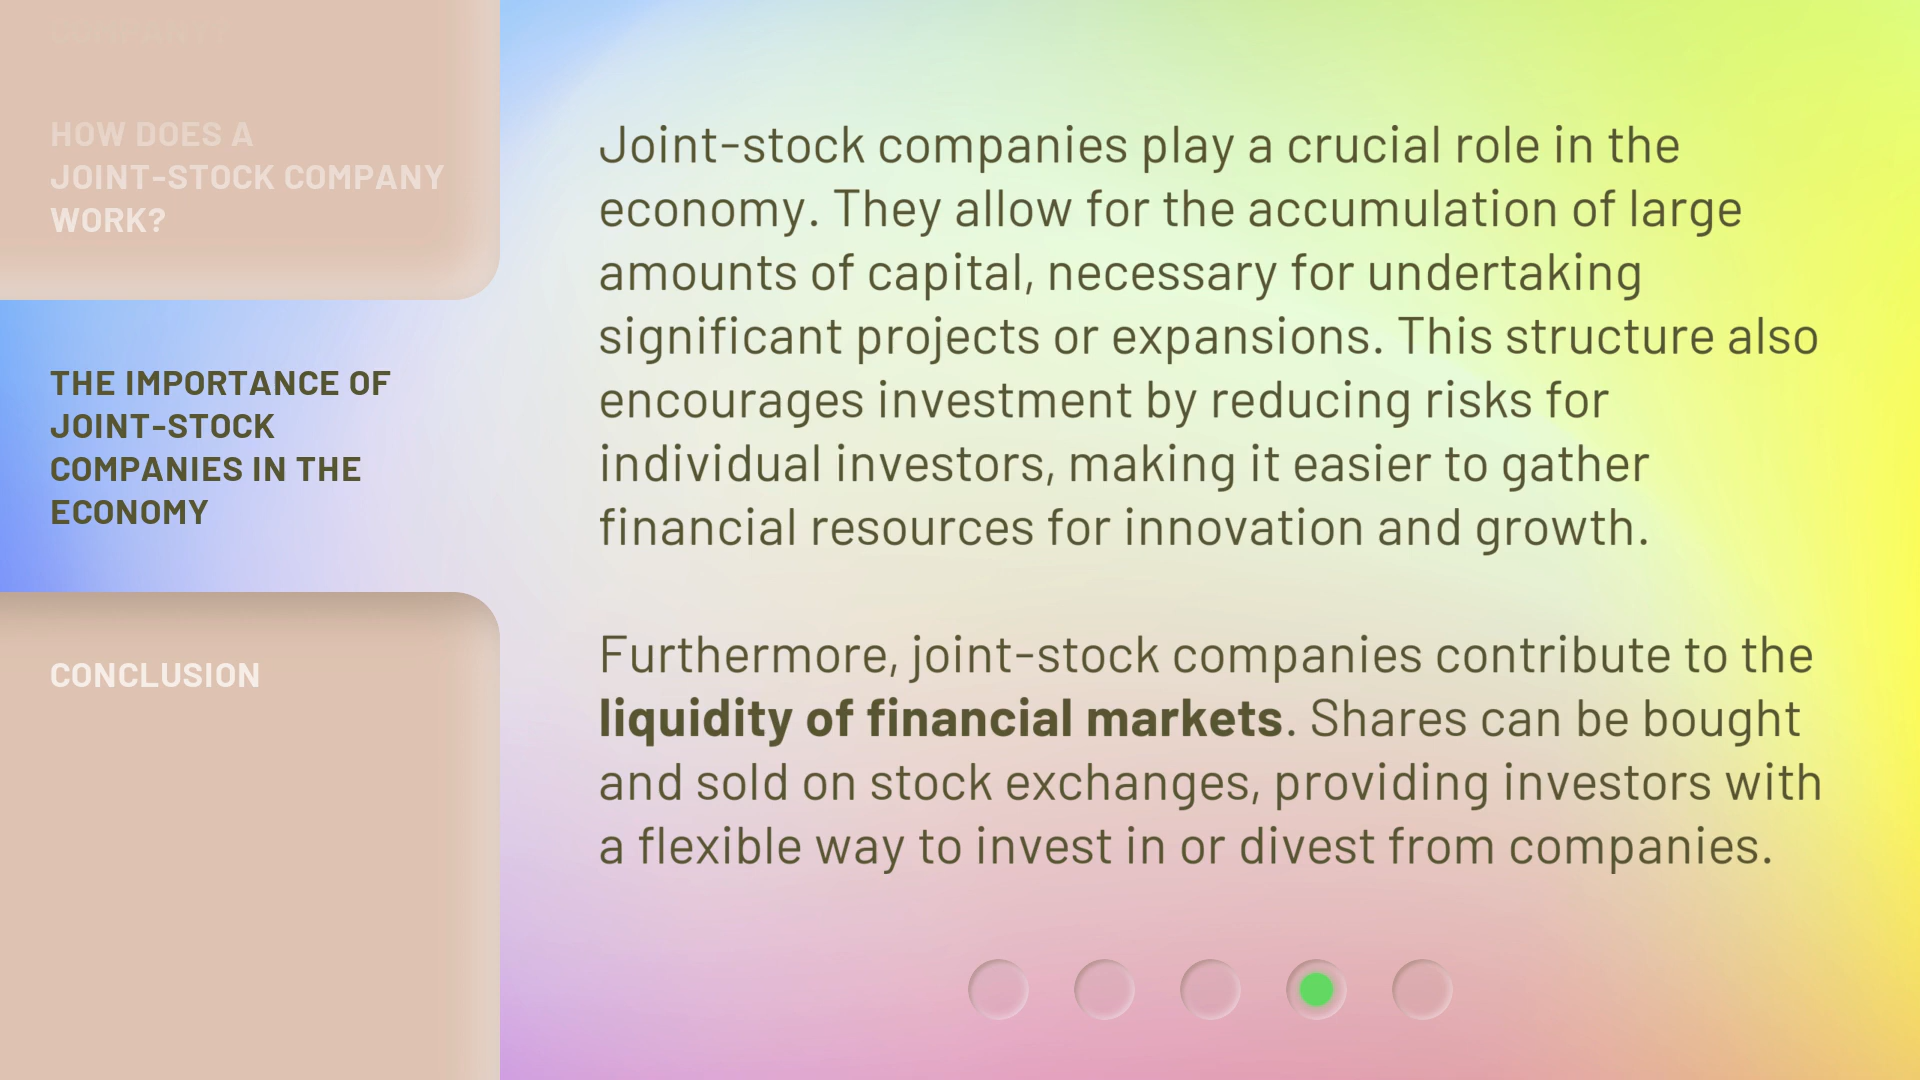 HOW DOES A
JOINT-STOCK COMPANY
WORK?
THE IMPORTANCE OF
JOINT-STOCK
COMPANIES IN THE
ECONOMY
CONCLUSION
Joint-stock companies play a crucial role in the
economy. They allow for the accumulation of large
amounts of capital, necessary for undertaking
significant projects or expansions. This structure also
encourages investment by reducing risks for
individual investors, making it easier to gather
financial resources for innovation and growth.
Furthermore, joint-stock companies contribute to the
liquidity of financial markets. Shares can be bought
and sold on stock exchanges, providing investors with
a flexible way to invest in or divest from companies.